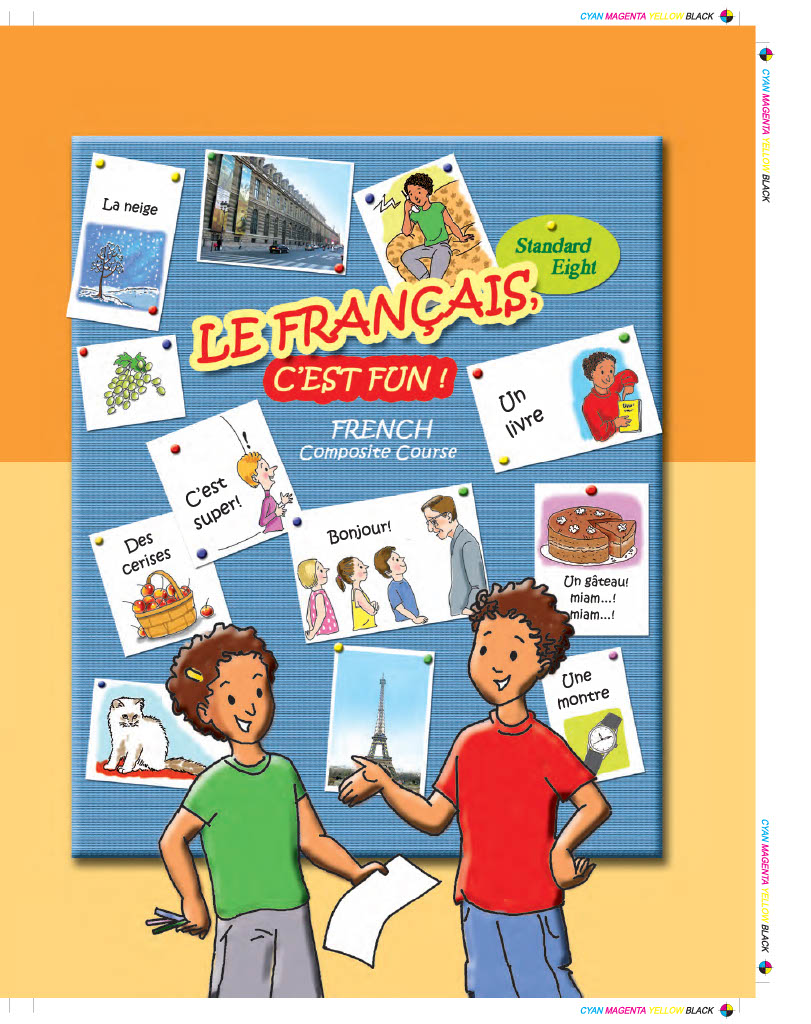 CYAN MAGENTA YELLOW BLACK
CYAN MAGENTA YELLOW BLACK
La neige
Standard
Eight
LE FRANÇAIS,
C'EST FUN !
FRENCH
Composite Course
Un
livre
C'est
super!
!
Des
cerises
Bonjour!
Un gâteau!
miam...!
miam...!
Une
montre
CYAN MAGENTA YELLOW BLACK
CYAN MAGENTA YELLOW BLACK